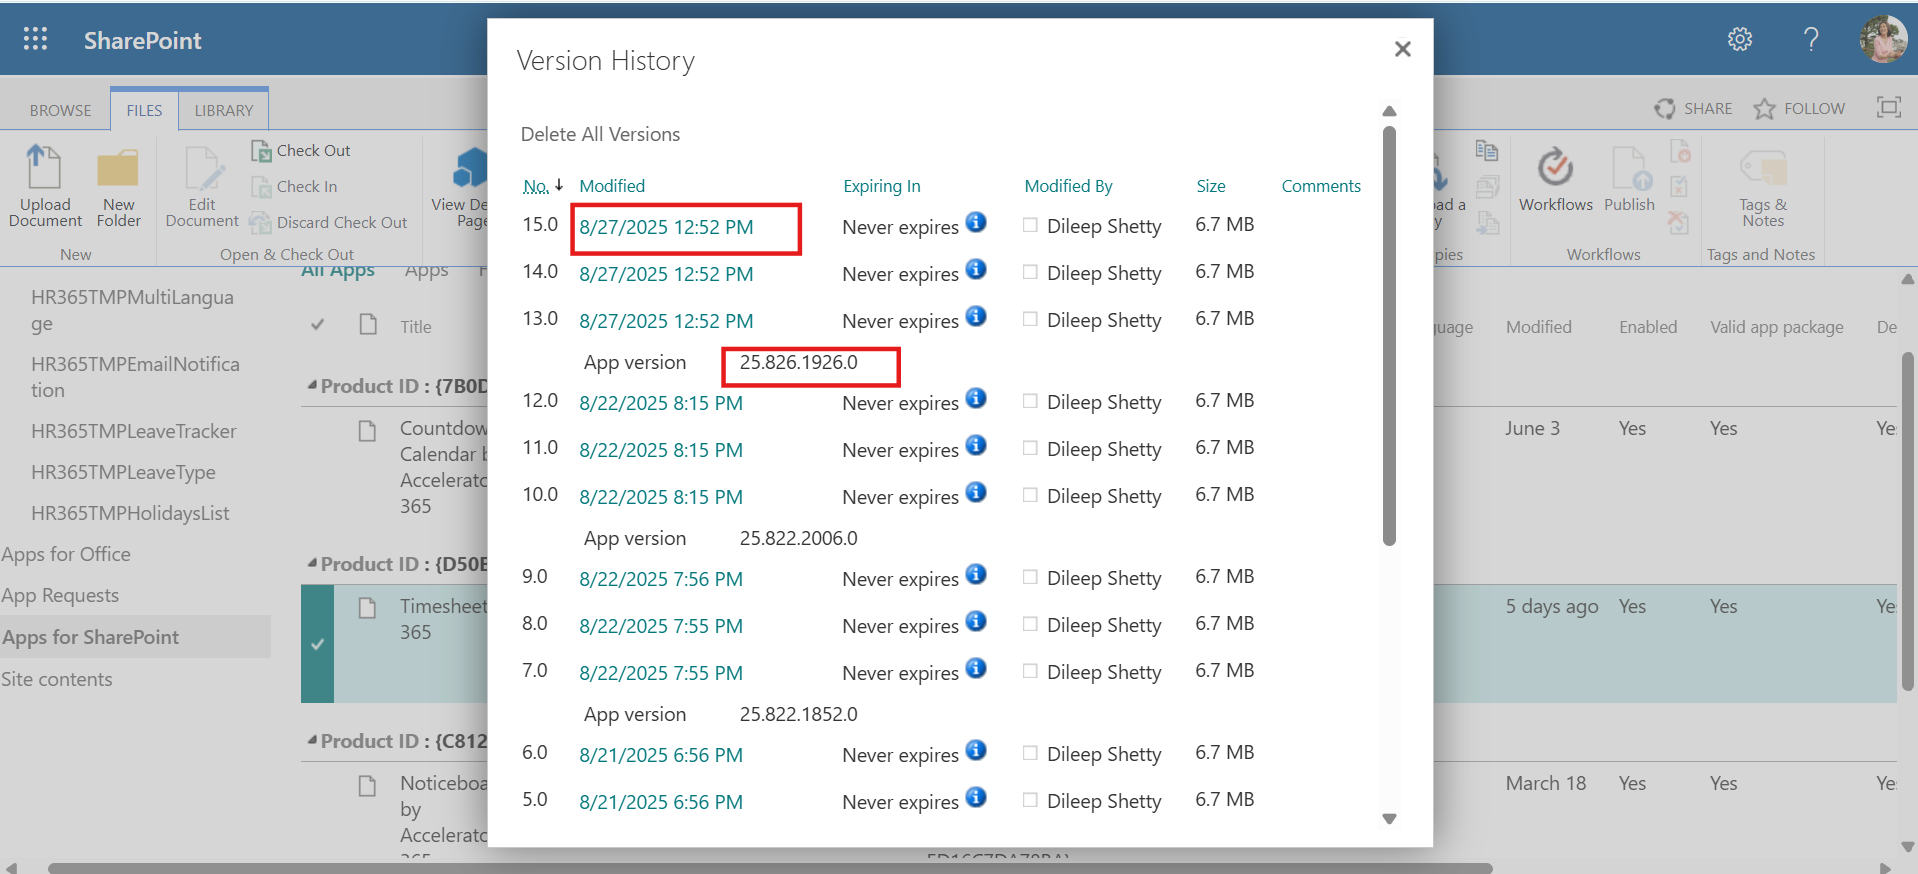 SharePoint
?
BROWSE FILES LIBRARY
SHARE FOLLOW
Upload Document
New Folder
New
Edit Document
Check Out
Check In
Discard Check Out
Open & Check Out
Workflows
Publish
Workflows
Tags & Notes
Tags and Notes
All Apps Apps
HR365TMPMultiLangua
ge
HR365TMPEmailNotifica
tion
HR365TMPLeaveTracker
HR365TMPLeaveType
HR365TMPHolidaysList
Apps for Office
App Requests
Apps for SharePoint
Site contents
Title
Modified Enabled Valid app package
Product ID : {7B0D
Calendar
365
June 3 Yes Yes
Product ID : {D50
Timesheet
365
5 days ago Yes Yes
Product ID : {C812
by
March 18 Yes Yes
Version History
Delete All Versions
No. Modified Expiring In Modified By Size Comments
15.0 8/27/2025 12:52 PM Never expires Dileep Shetty 6.7 MB
14.0 8/27/2025 12:52 PM Never expires Dileep Shetty 6.7 MB
13.0 8/27/2025 12:52 PM Never expires Dileep Shetty 6.7 MB
App version 25.826.1926.0
12.0 8/22/2025 8:15 PM Never expires Dileep Shetty 6.7 MB
11.0 8/22/2025 8:15 PM Never expires Dileep Shetty 6.7 MB
10.0 8/22/2025 8:15 PM Never expires Dileep Shetty 6.7 MB
App version 25.822.2006.0
9.0 8/22/2025 7:56 PM Never expires Dileep Shetty 6.7 MB
8.0 8/22/2025 7:55 PM Never expires Dileep Shetty 6.7 MB
7.0 8/22/2025 7:55 PM Never expires Dileep Shetty 6.7 MB
App version 25.822.1852.0
6.0 8/21/2025 6:56 PM Never expires Dileep Shetty 6.7 MB
5.0 8/21/2025 6:56 PM Never expires Dileep Shetty 6.7 MB